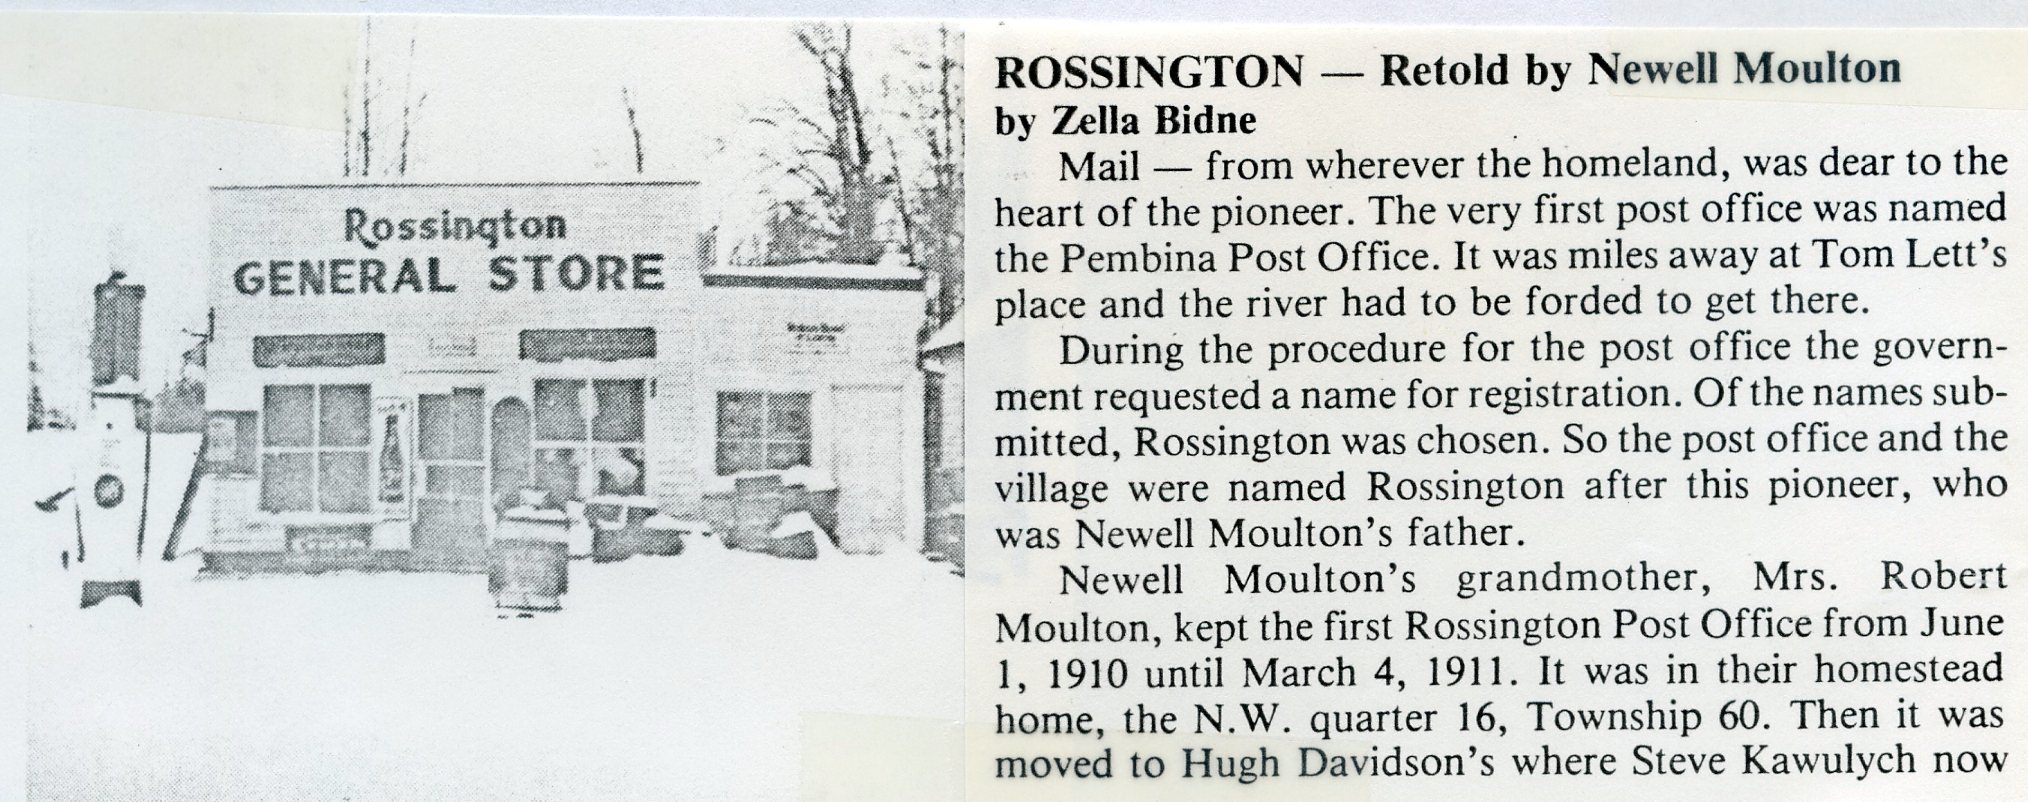 Rossington
GENERAL STORE
ROSSINGTON — Retold by Newell Moulton
by Zella Bidne
Mail — from wherever the homeland, was dear to the
heart of the pioneer. The very first post office was named
the Pembina Post Office. It was miles away at Tom Lett's
place and the river had to be forded to get there.
During the procedure for the post office the govern-
ment requested a name for registration. Of the names sub-
mitted, Rossington was chosen. So the post office and the
village were named Rossington after this pioneer, who
was Newell Moulton's father.
Newell Moulton's grandmother, Mrs. Robert
Moulton, kept the first Rossington Post Office from June
1, 1910 until March 4, 1911. It was in their homestead
home, the N.W. quarter 16, Township 60. Then it was
moved to Hugh Davidson's where Steve Kawulych now